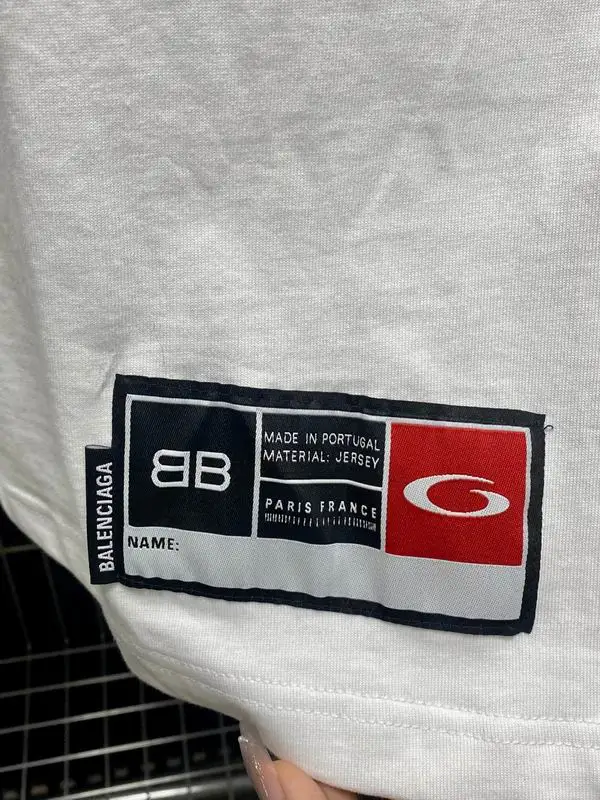 BALENCIAGA
BB
MADE IN PORTUGAL
MATERIAL: JERSEY
PARIS FRANCE
NAME: